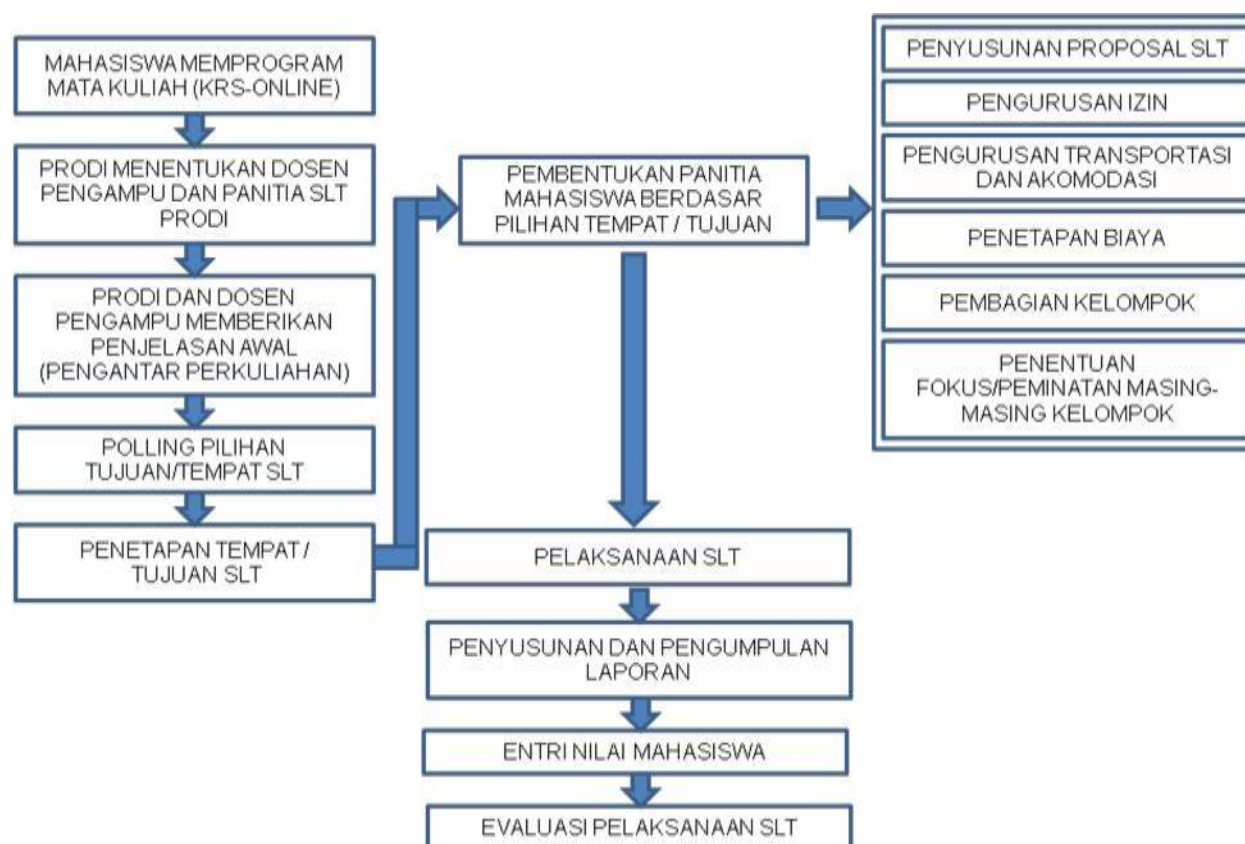 MAHASISWA MEMPROGRAM
MATA KULIAH (KRS-ONLINE)
PRODI MENENTUKAN DOSEN
PENGAMPU DAN PANITIA SLT
PRODI
PRODI DAN DOSEN
PENGAMPU MEMBERIKAN
PENJELASAN AWAL
(PENGANTAR PERKULIAHAN)
POLLING PILIHAN
TUJUAN/TEMPAT SLT
PENETAPAN TEMPAT /
TUJUAN SLT
PEMBENTUKAN PANITIA
MAHASISWA BERDASAR
PILIHAN TEMPAT / TUJUAN
PENYUSUNAN PROPOSAL SLT
PENGURUSAN IZIN
PENGURUSAN TRANSPORTASI
DAN AKOMODASI
PENETAPAN BIAYA
PEMBAGIAN KELOMPOK
PENENTUAN
FOKUS/PEMINATAN MASING-
MASING KELOMPOK
PELAKSANAAN SLT
PENYUSUNAN DAN PENGUMPULAN
LAPORAN
ENTRI NILAI MAHASISWA
EVALUASI PELAKSANAAN SLT